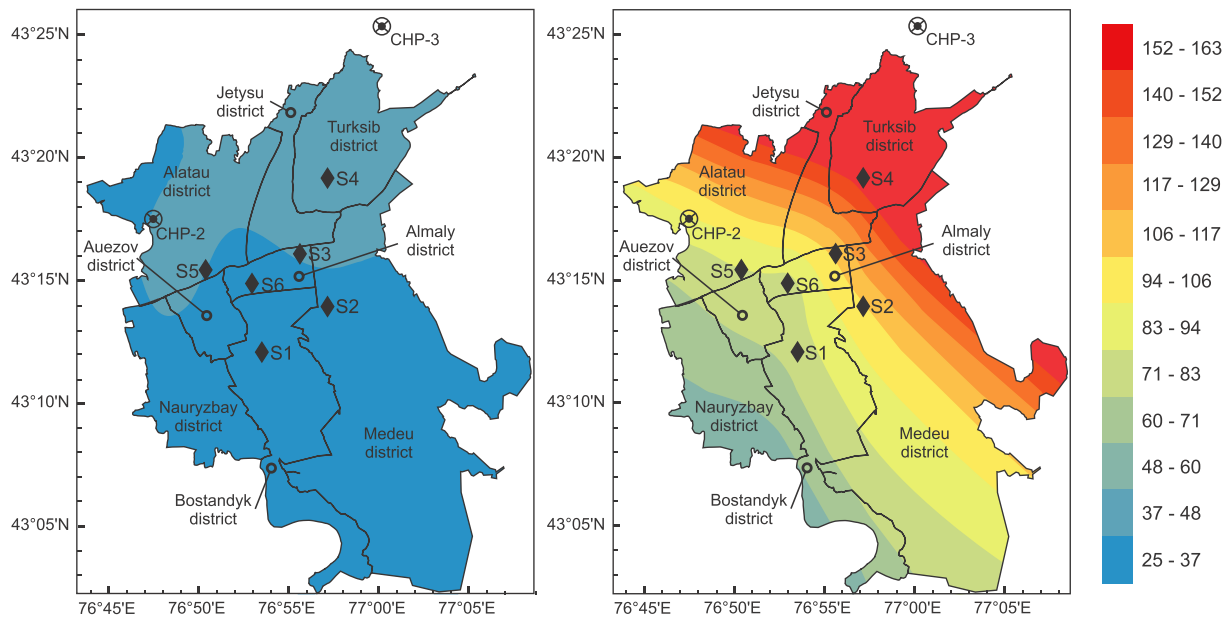 43°25'N
43°20'N
43°15'N
43°10'N
43°05'N
CHP-3
Jetysu
district
Turksib
district
Alatau
district
S4
CHP-2
Auezov
district
Almaly
district
S3
S5
S6
S2
S1
Nauryzbay
district
Medeu
district
Bostandyk
district
76°45'E
76°50'E
76°55'E
77°00'E
77°05'E
43°25'N
43°20'N
43°15'N
43°10'N
43°05'N
CHP-3
Jetysu
district
Turksib
district
Alatau
district
S4
CHP-2
Auezov
district
Almaly
district
S3
S5
S6
S2
S1
Nauryzbay
district
Medeu
district
Bostandyk
district
76°45'E
76°50'E
76°55'E
77°00'E
77°05'E
152 - 163
140 - 152
129 - 140
117 - 129
106 - 117
94 - 106
83 - 94
71 - 83
60 - 71
48 - 60
37 - 48
25 - 37